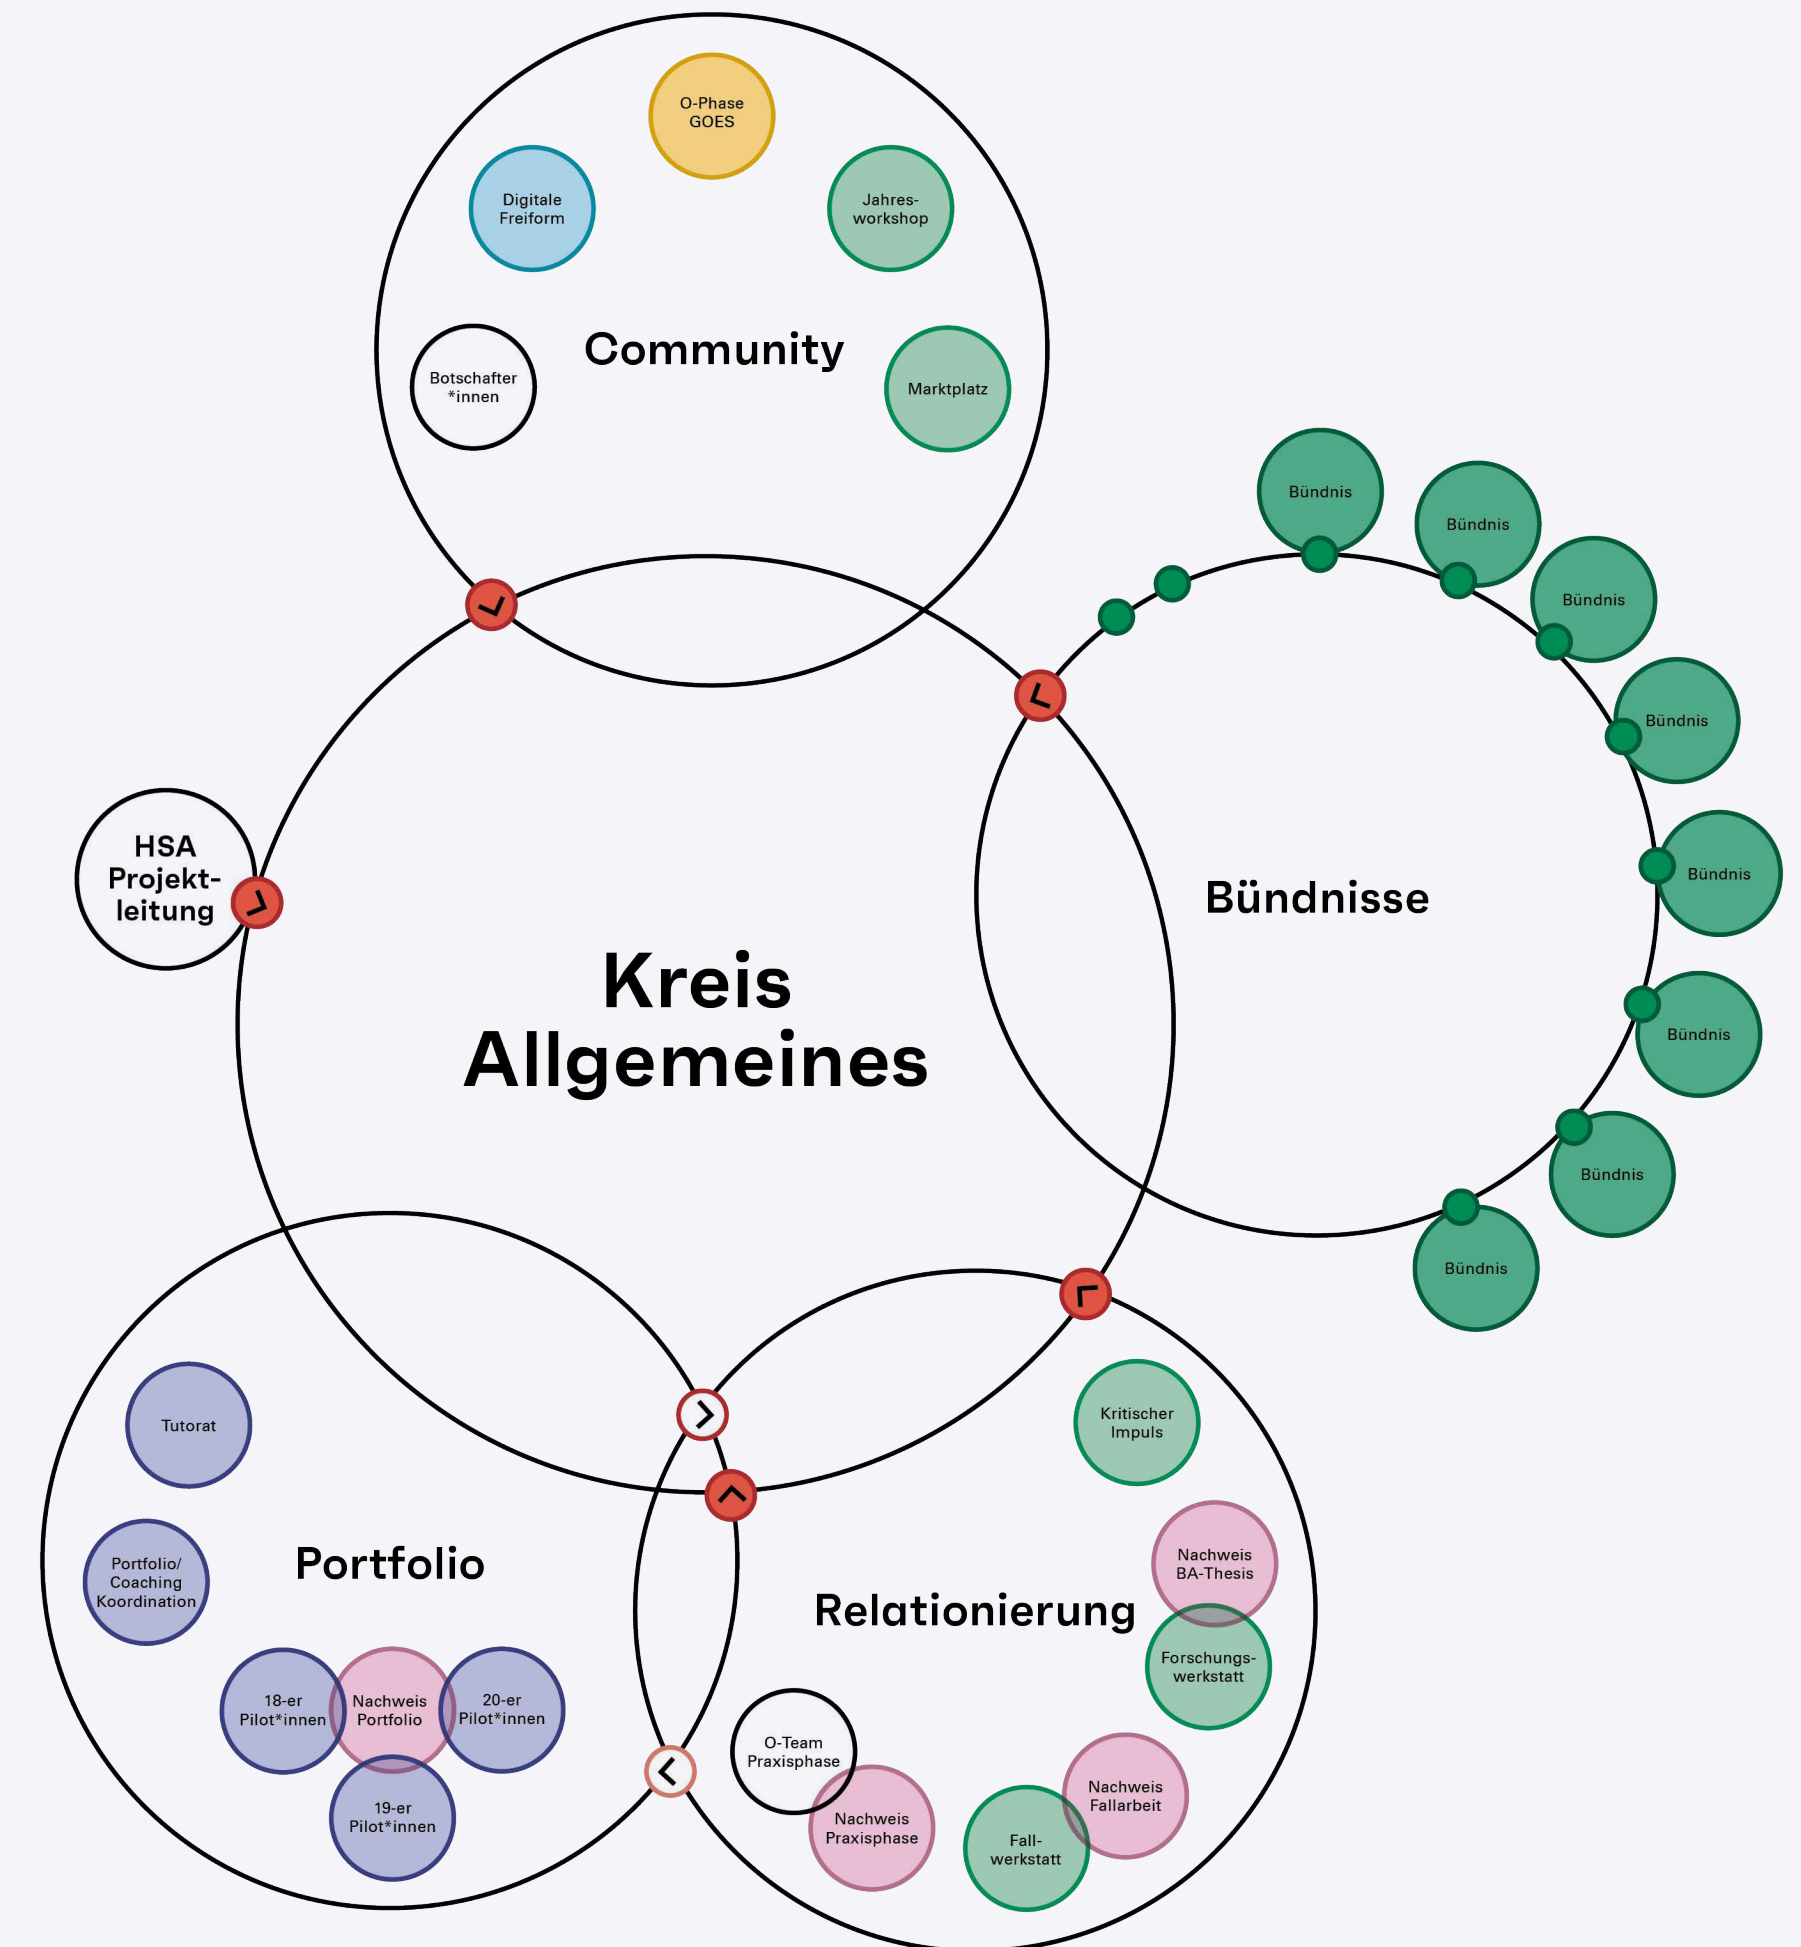 O-Phase
GOES
Digitale
Freiform
Jahres-
workshop
Community
Botschafter
*innen
Marktplatz
Bündnis
Bündnis
Bündnis
Bündnis
Bündnis
Bündnis
Bündnis
Bündnis
Bündnisse
HSA
Projekt-
leitung
Kreis
Allgemeines
Tutorat
Portfolio/
Coaching
Koordination
Portfolio
18-er
Pilot*innen
Nachweis
Portfolio
20-er
Pilot*innen
19-er
Pilot*innen
Kritischer
Impuls
Nachweis
BA-Thesis
Relationierung
Forschungs-
werkstatt
O-Team
Praxisphase
Nachweis
Praxisphase
Nachweis
Fallarbeit
Fall-
werkstatt